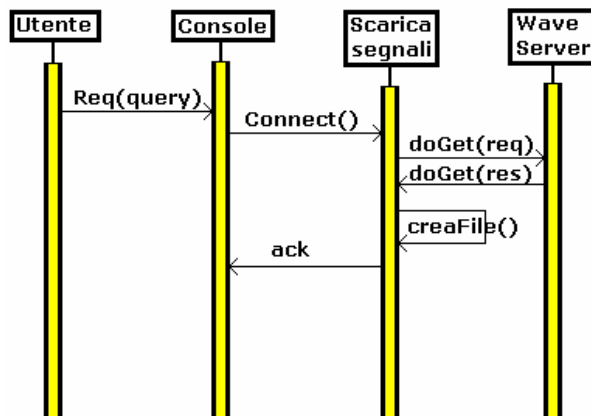 Utente
Console
Scarica
segnali
Wave
Server
Req(query)
Connect()
doGet(req)
doGet(res)
creaFile()
ack